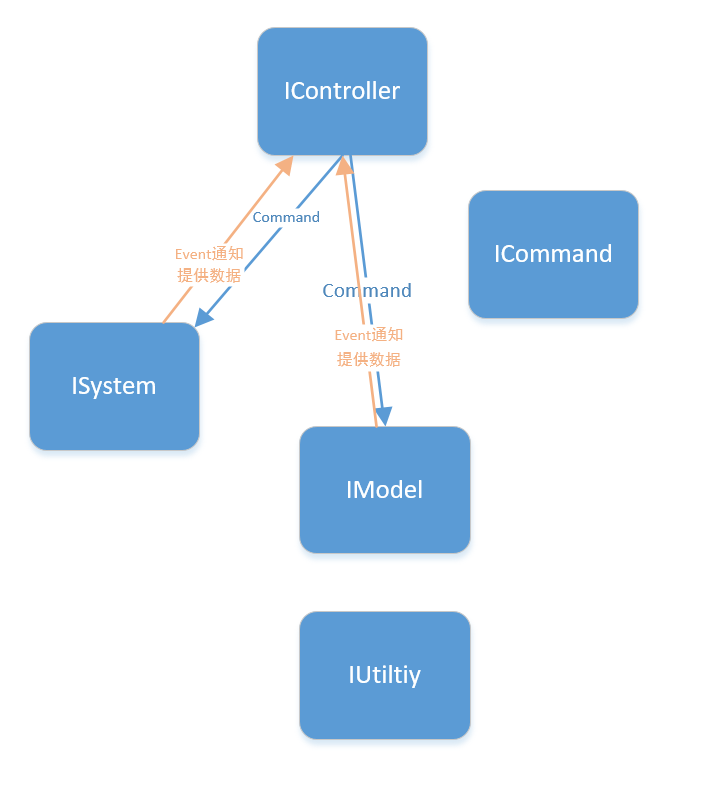 IController
Command
ICommand
Event通知
提供数据
Command
Event通知
提供数据
ISystem
IModel
IUtiltiy